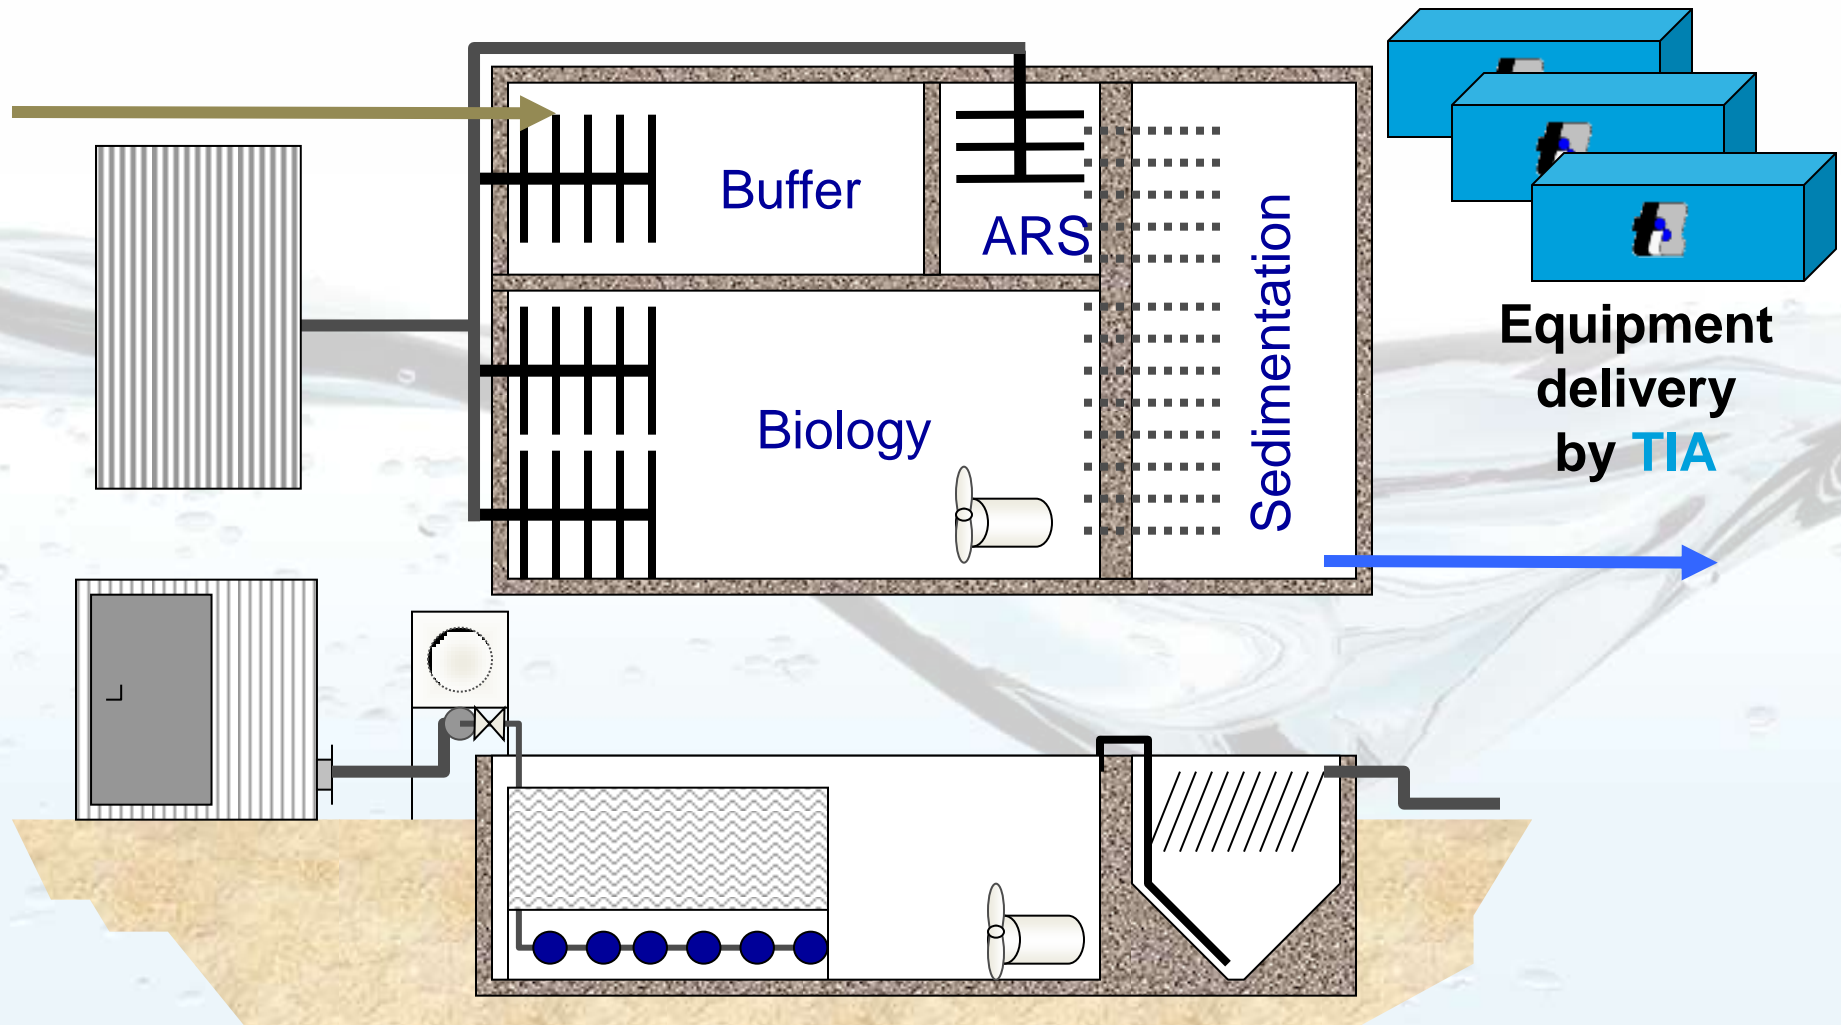 Buffer
ARS
Sedimentation
Biology
Equipment
delivery
by TIA